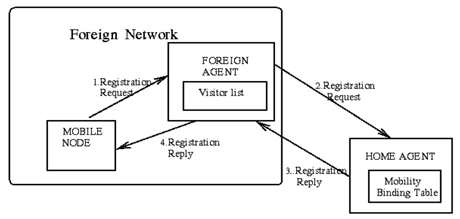 Foreign Network
FOREIGN
AGENT
Visitor list
1.Registration
Request
2.Registration
Request
MOBILE
NODE
4.Registration
Reply
3..Registration
Reply
HOME AGENT
Mobility
Binding Table